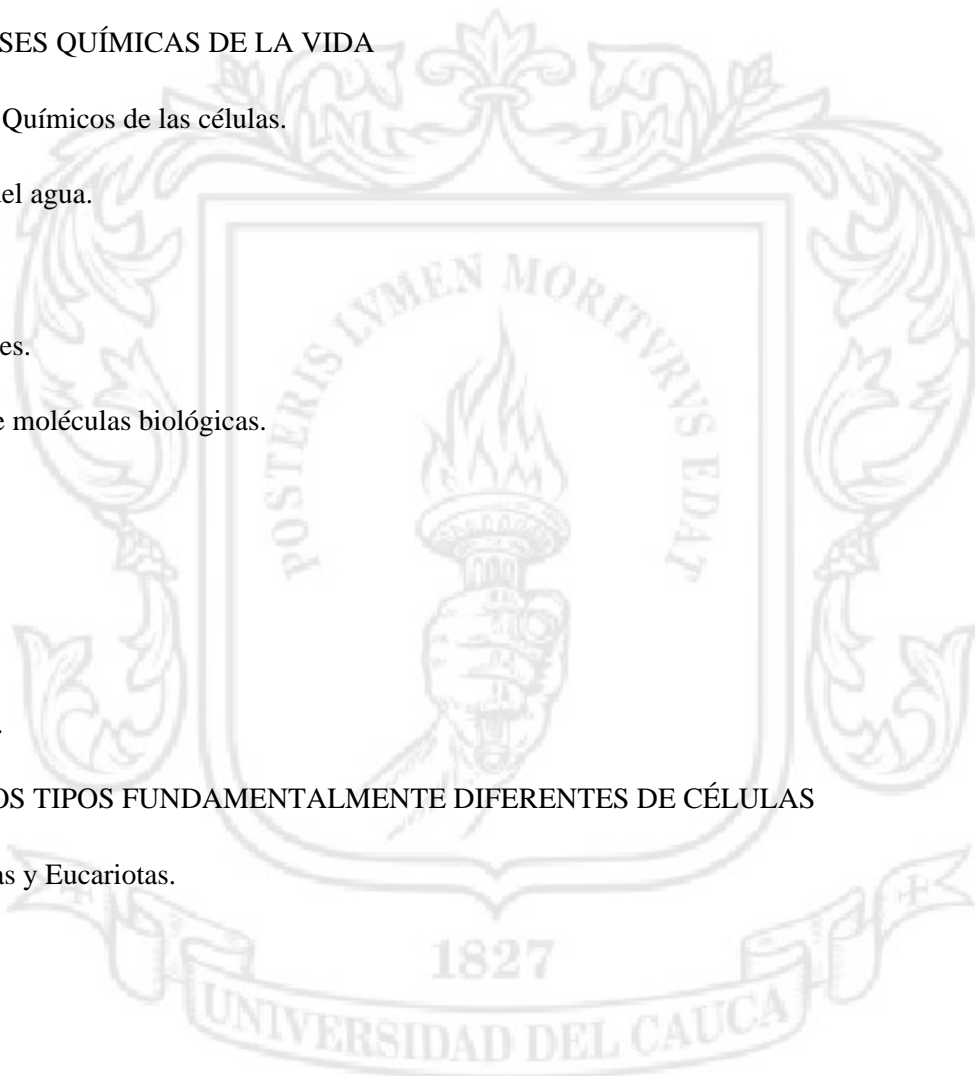 SES QUÍMICAS DE LA VIDA
Químicos de las células.
el agua.
es.
e moléculas biológicas.
.
OS TIPOS FUNDAMENTALMENTE DIFERENTES DE CÉLULAS
as y Eucariotas.
POSTERIS LVMEN MORITVRVS EDAT
1827
UNIVERSIDAD DEL CAUCA